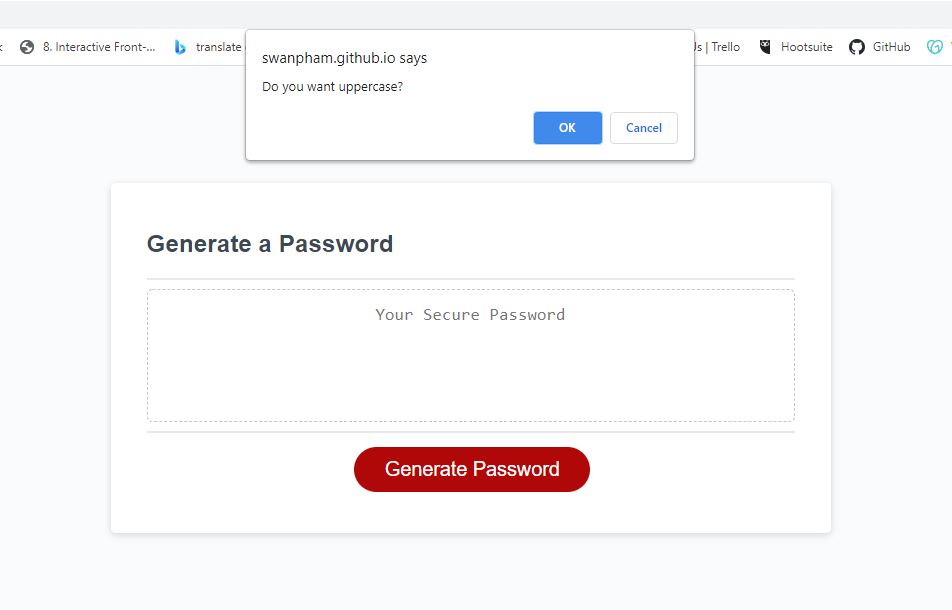 8. Interactive Front-... translate | Trello Hootsuite GitHub
swanpham.github.io says
Do you want uppercase?
OK Cancel
Generate a Password
Your Secure Password
Generate Password